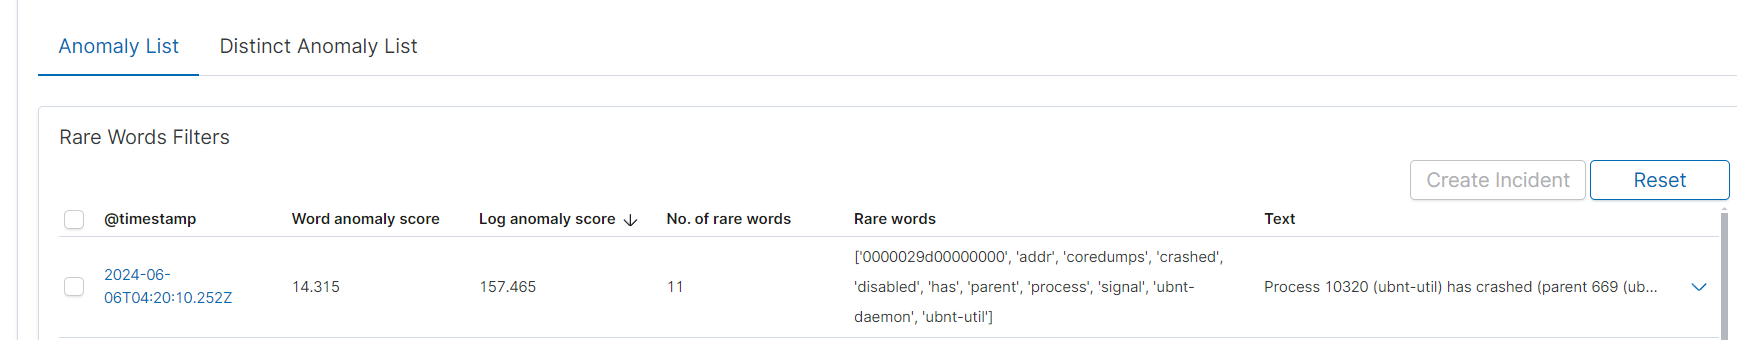 Anomaly List Distinct Anomaly List
Rare Words Filters
Create Incident Reset
@timestamp Word anomaly score Log anomaly score ↓ No. of rare words Rare words Text
2024-06-
06T04:20:10.252Z
14.315 157.465 11
['0000029d00000000', 'addr', 'coredumps', 'crashed',
'disabled', 'has', 'parent', 'process', 'signal', 'ubnt-
daemon', 'ubnt-util']
Process 10320 (ubnt-util) has crashed (parent 669 (ub...